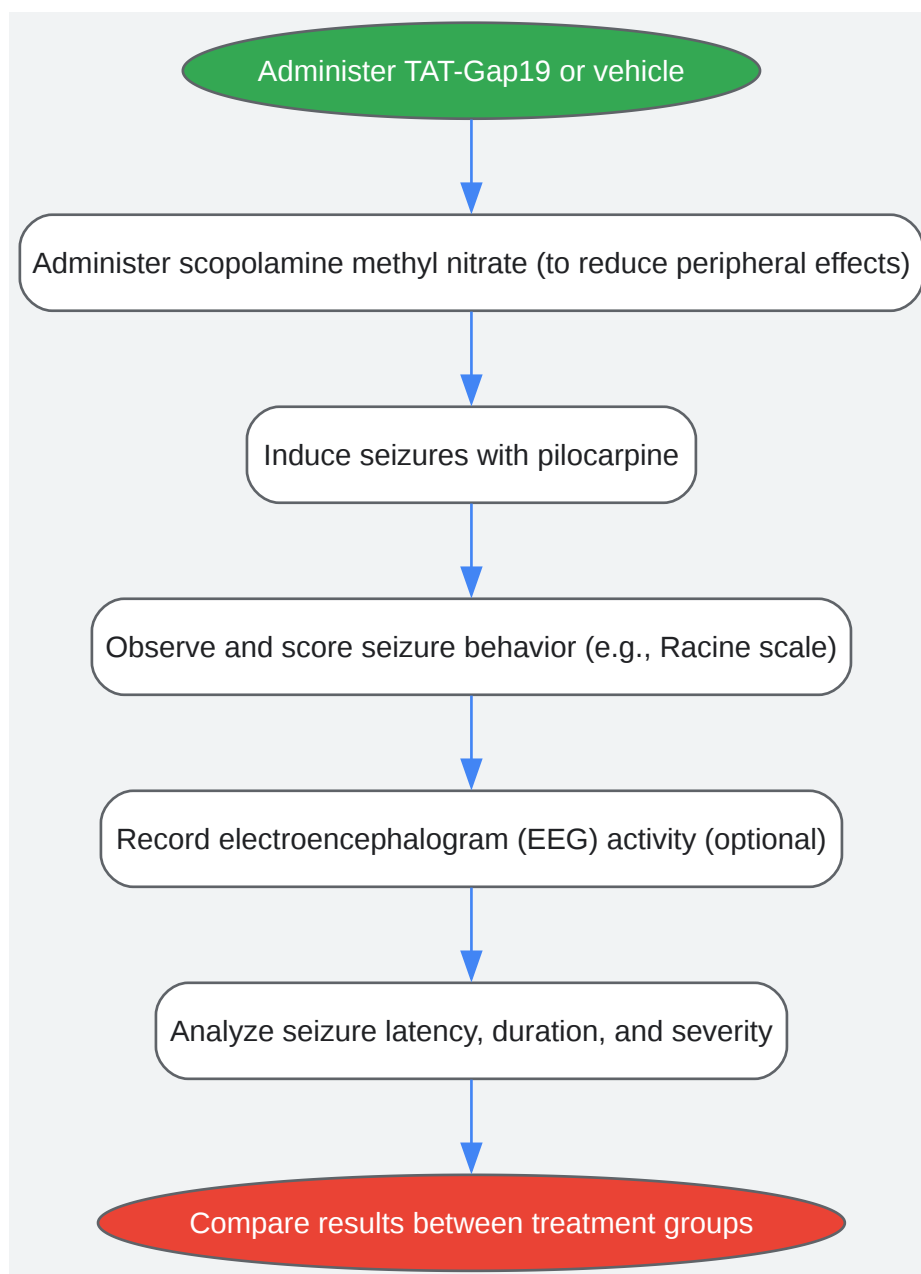 Administer TAT-Gap19 or vehicle
Administer scopolamine methyl nitrate (to reduce peripheral effects)
Induce seizures with pilocarpine
Observe and score seizure behavior (e.g., Racine scale)
Record electroencephalogram (EEG) activity (optional)
Analyze seizure latency, duration, and severity
Compare results between treatment groups